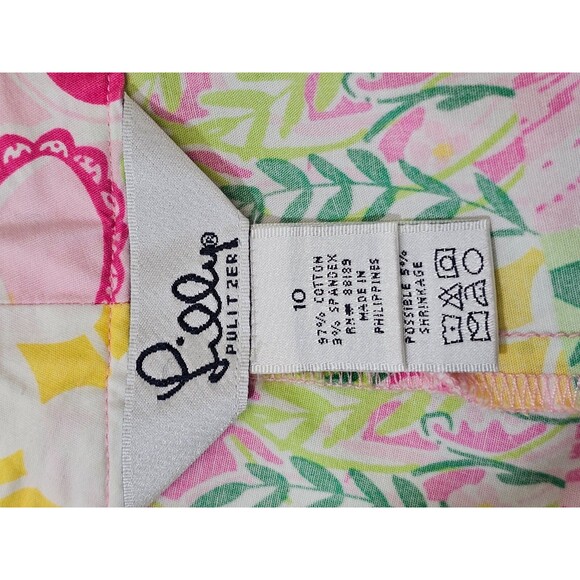 Lilly®
PULITZER
10
97% COTTON
3% SPANDEX
RN# 88189
MADE IN
PHILIPPINES
POSSIBLE 5%
SHRINKAGE